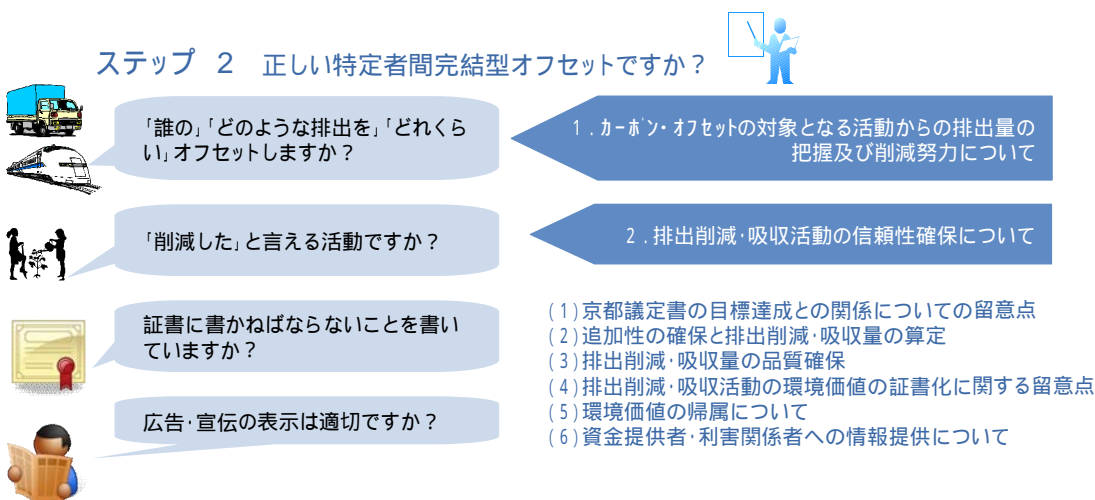 ステップ 2 正しい特定者間完結型オフセットですか？
「誰の」「どのような排出を」「どれくら
い」オフセットしますか？
1．カーボン・オフセットの対象となる活動からの排出量の
把握及び削減努力について
「削減した」と言える活動ですか？
2．排出削減・吸収活動の信頼性確保について
証書に書かねばならないことを書い
ていますか？
(1)京都議定書の目標達成との関係についての留意点
(2)追加性の確保と排出削減・吸収量の算定
(3)排出削減・吸収量の品質確保
(4)排出削減・吸収活動の環境価値の証書化に関する留意点
(5)環境価値の帰属について
(6)資金提供者・利害関係者への情報提供について
広告・宣伝の表示は適切ですか？